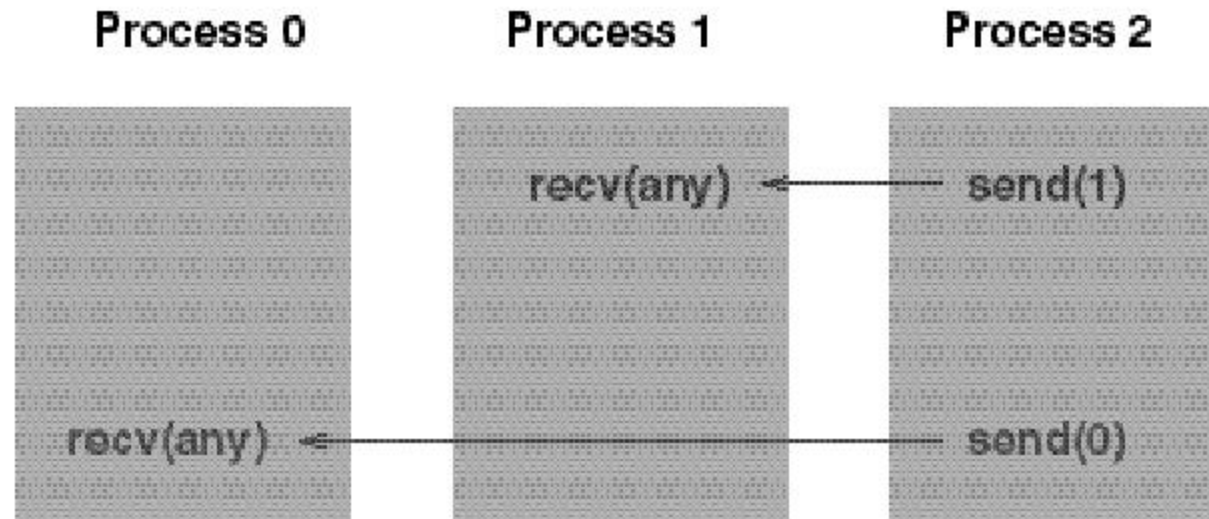 Process 0 Process 1 Process 2
recv(any) send(1)
recv(any) send(0)